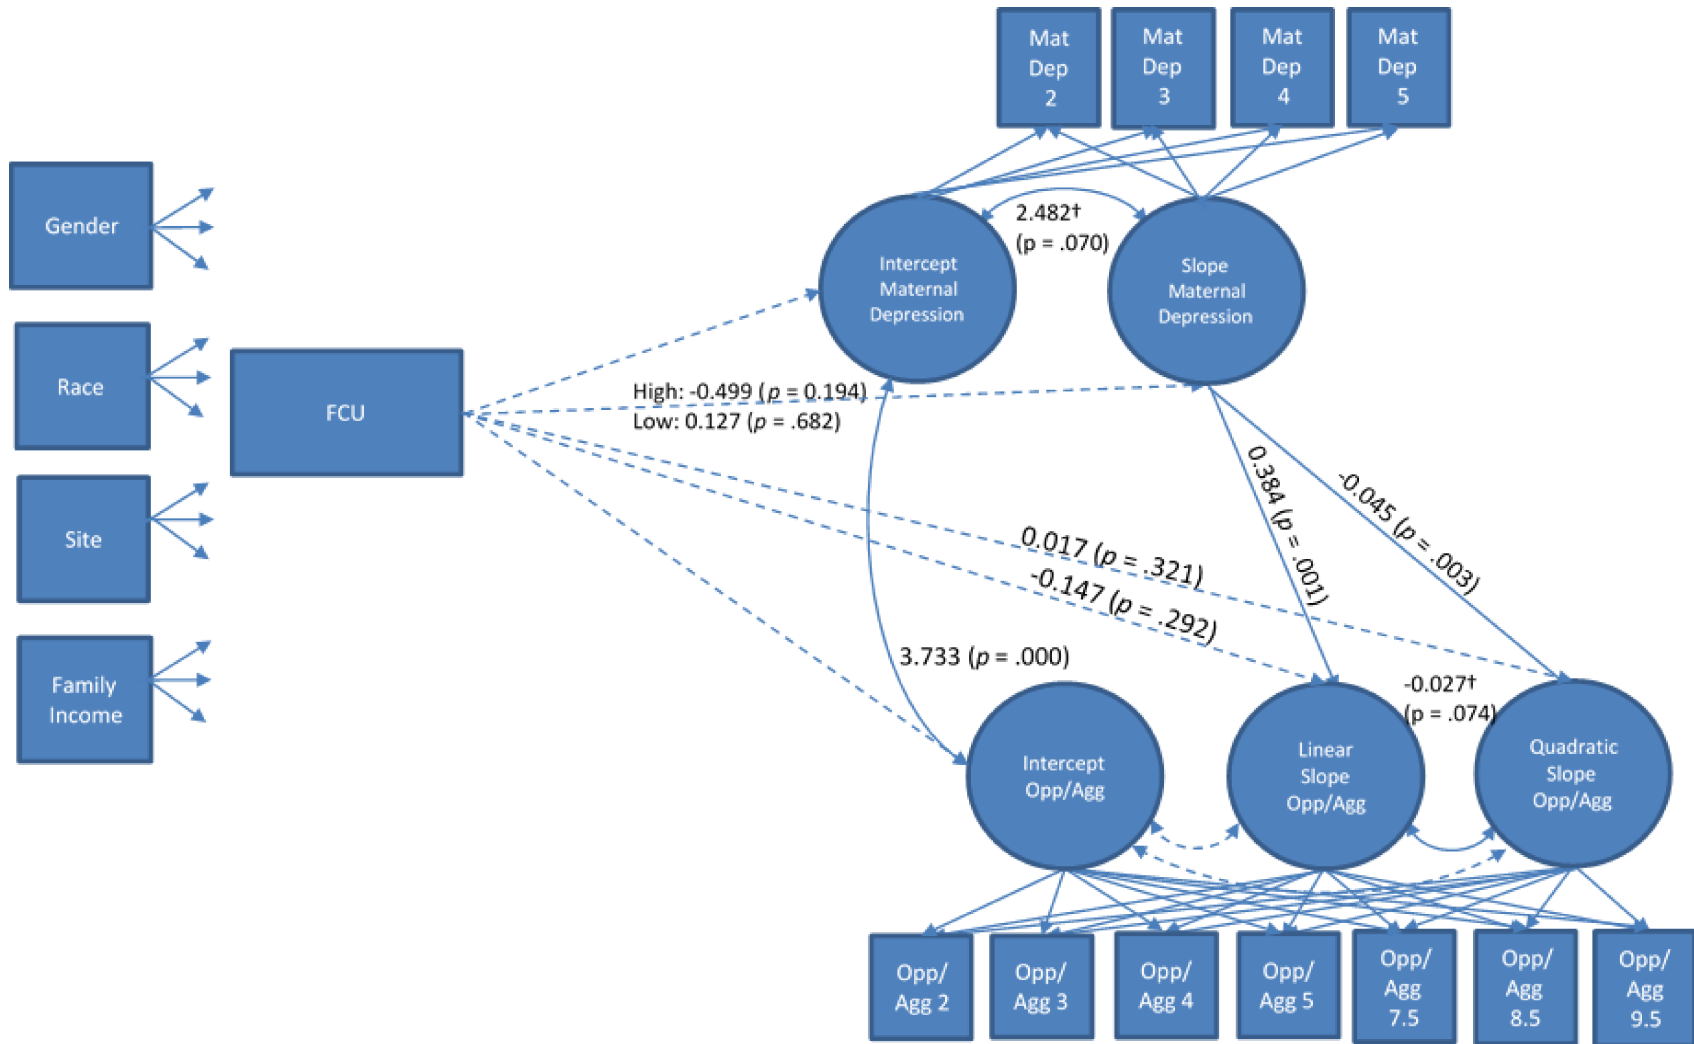 Mat
Dep
2
Mat
Dep
3
Mat
Dep
4
Mat
Dep
5
Gender
Race
Site
Family
Income
FCU
Intercept
Maternal
Depression
2.482†
(p = .070)
Slope
Maternal
Depression
High: -0.499 (p = 0.194)
Low: 0.127 (p = .682)
0.384 (p = .001)
-0.045 (p = .003)
0.017 (p = .321)
-0.147 (p = .292)
3.733 (p = .000)
-0.027†
(p = .074)
Intercept
Opp/Agg
Linear
Slope
Opp/Agg
Quadratic
Slope
Opp/Agg
Opp/
Agg 2
Opp/
Agg 3
Opp/
Agg 4
Opp/
Agg 5
Opp/
Agg
7.5
Opp/
Agg
8.5
Opp/
Agg
9.5